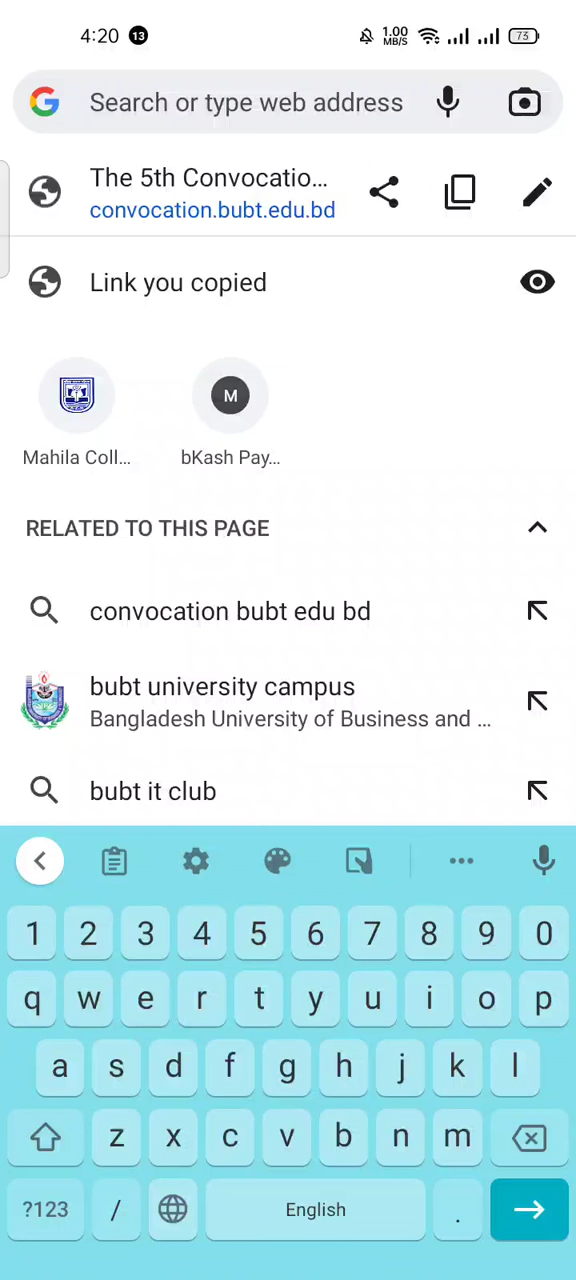 4:20 13 1.00 MB/S 73
Search or type web address
The 5th Convocatio...
convocation.bubt.edu.bd
Link you copied
M
Mahila Coll... bKash Pay...
RELATED TO THIS PAGE
convocation bubt edu bd
bubt university campus
Bangladesh University of Business and ...
bubt it club
1 2 3 4 5 6 7 8 9 0
q w e r t y u i o p
a s d f g h j k l
z x c v b n m
?123 / English .